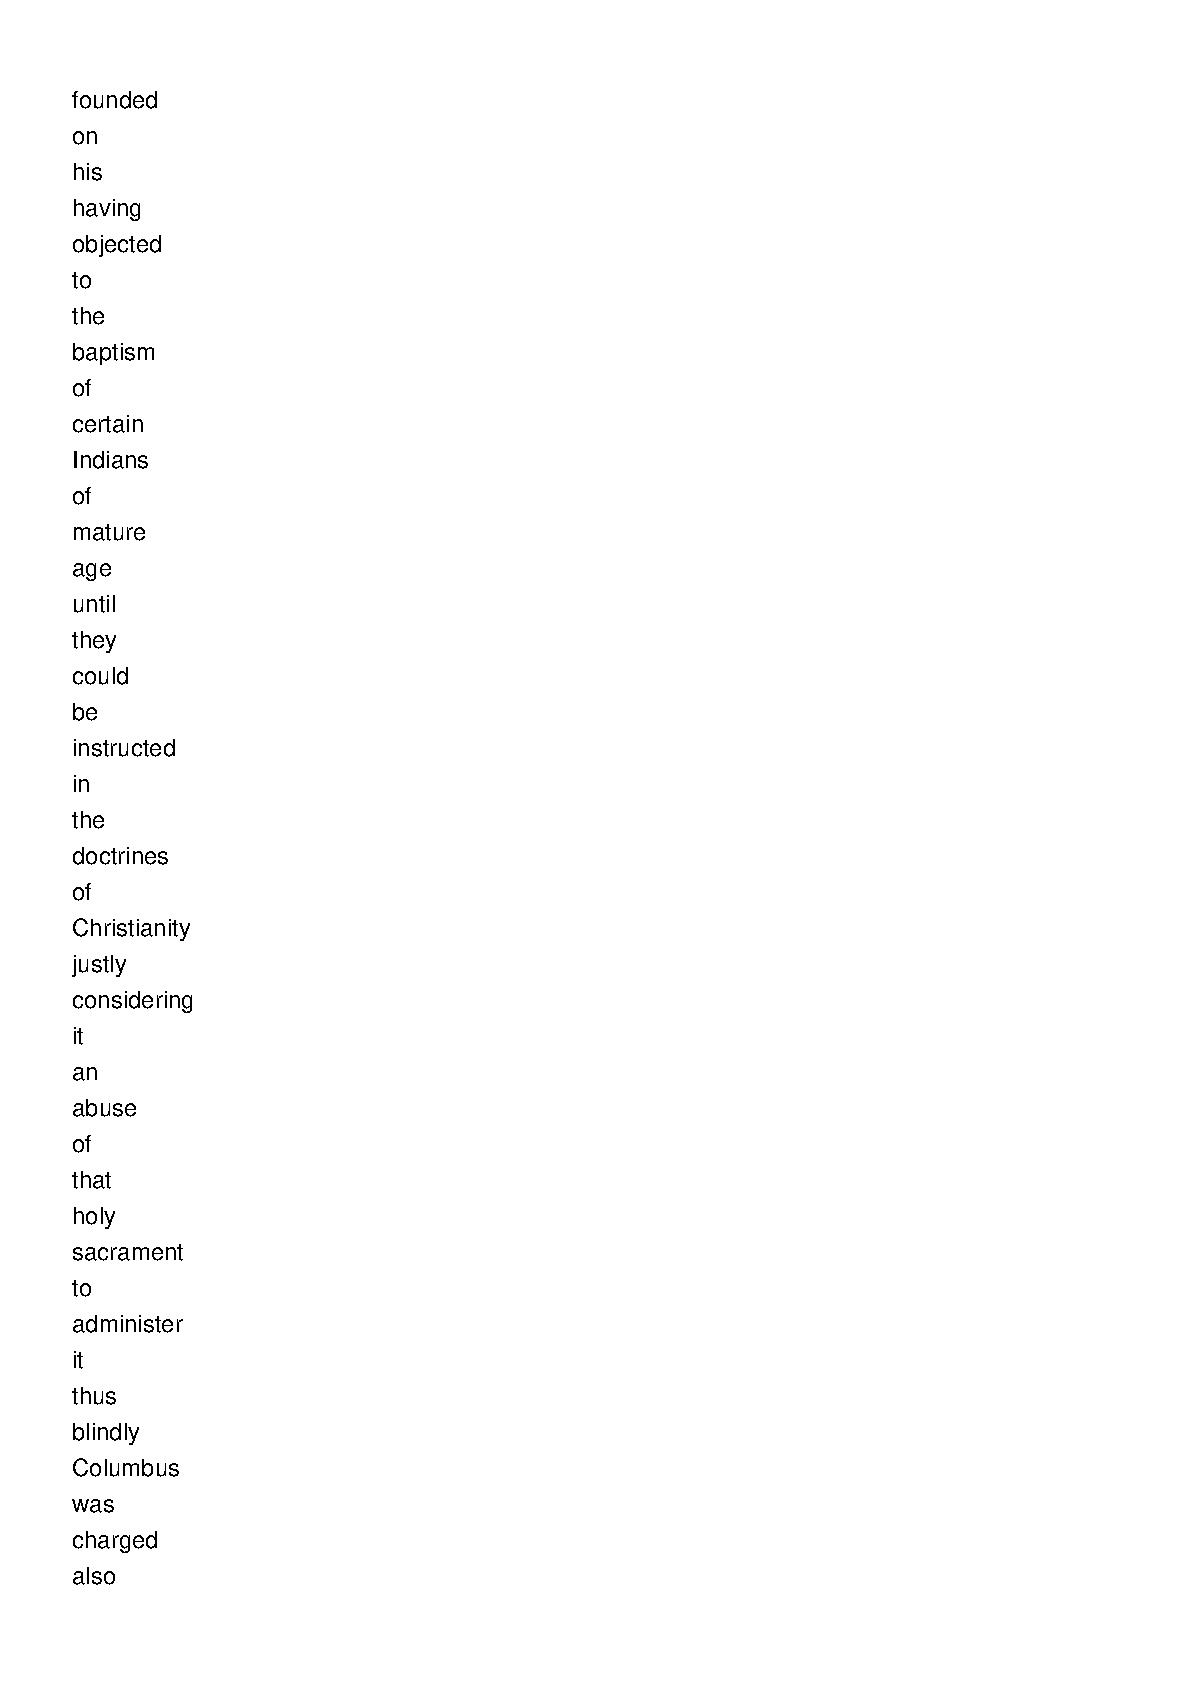 founded
on
his
having
objected
to
the
baptism
of
certain
Indians
of
mature
age
until
they
could
be
instructed
in
the
doctrines
of
Christianity
justly
considering
it
an
abuse
of
that
holy
sacrament
to
administer
it
thus
blindly
Columbus
was
charged
also